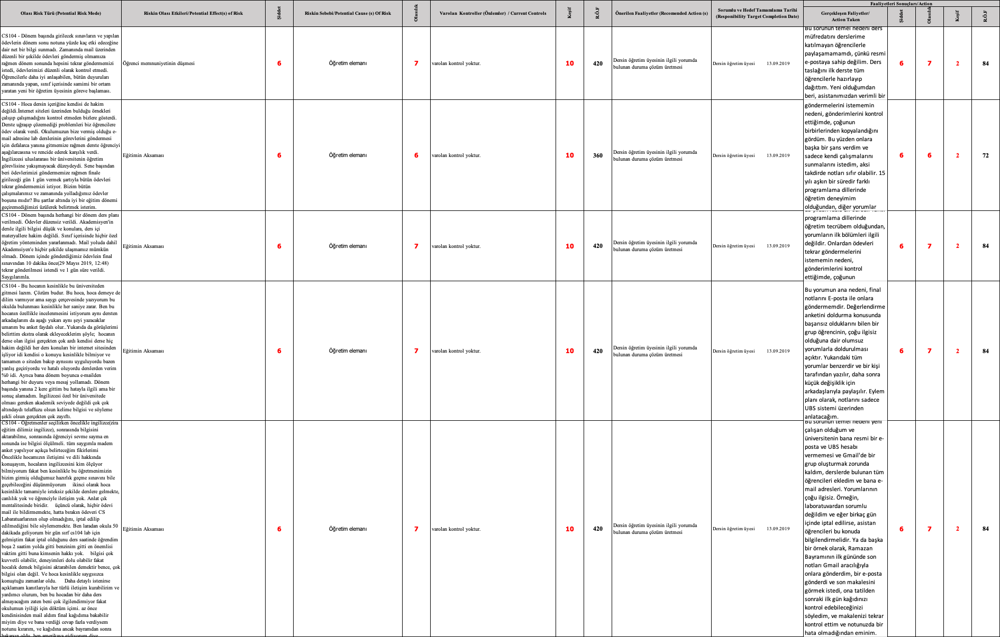 Olası Risk Türü (Potential Risk Mode)
Riskin Olası Etkileri/Potential Effect(s) of Risk
Şiddet
Riskin Sebebi/Potential Cause (s) Of Risk
Olasılık
Varolan Kontroller (Önlemler) / Current Controls
Keşif
R.Ö.F
Önerilen Faaliyetler (Recomended Action (s)
Sorumlu ve Hedef Tamamlama Tarihi
(Responibility Target Completion Date)
Faaliyetleri Sonuçları/Action
Gerçekleşen Faliyetler/
Action Taken
Şiddet
Olasılık
Keşif
R.Ö.F
CS104 - Dönem başında girilecek sınavların ve yapılan
ödevlerin dönem sonu notuna yüzde kaç etki edeceğine
dair net bir bilgi sunmadı. Zamanında mail üzerinden
düzenli bir şekilde ödevleri göndermiş olmamıza
rağmen dönem sonunda hepsini tekrar göndermemizi
istedi, ödevlerimizi düzenli olarak kontrol etmedi.
Öğrencilerle daha iyi anlaşabilen, bütün duyuruları
zamanında yapan, sınıf içerisinde samimi bir ortam
yaratan yeni bir öğretim üyesinin göreve başlaması.
Öğrenci memnuniyetinin düşmesi
6
Öğretim elemanı
7
varolan kontrol yoktur.
10
420
Dersin öğretim üyesinin ilgili yorumda
bulunan duruma çözüm üretmesi
Dersin öğretim üyesi 13.09.2019
Bu sorunun temel nedeni ders
müfredatını derslerime
katılmayan öğrencilerle
paylaşamamamdı, çünkü resmi
e-postaya sahip değilim. Ders
taslağını ilk derste tüm
öğrencilerle hazırlayıp
dağıttım. Yeni olduğumdan
beri, asistanımızdan verimli bir
6
7
2
84
CS104 - Hoca dersin içeriğine kendisi de hakim
değildi.İnternet siteleri üzerinden bulduğu örnekleri
çalışıp çalışmadığını kontrol etmeden bizlere gösterdi.
Derste uğraşıp çözemediği problemleri biz öğrencilere
ödev olarak verdi. Okulumuzun bize vermiş olduğu e-
mail adresine lab derslerinin görevlerini göndermesi
için defalarca yanına gitmemize rağmen derste öğrenciyi
aşağılarcasına ve rencide ederek karşılık verdi.
İngilizcesi uluslararası bir üniversitenin öğretim
görevlisine yakışmayacak düzeydeydi. Sene başından
beri ödevlerimizi göndermemize rağmen finale
girileceği gün 1 gün vermek şartıyla bütün ödevleri
tekrar göndermemizi istiyor. Bizim bütün
çalışmalarımız ve zamanında yolladığımız ödevler
boşuna mıdır? Bu şartlar altında iyi bir eğitim dönemi
geçiremediğimizi üzülerek belirtmek isterim.
Eğitimin Aksaması
6
Öğretim elemanı
6
varolan kontrol yoktur.
10
360
Dersin öğretim üyesinin ilgili yorumda
bulunan duruma çözüm üretmesi
Dersin öğretim üyesi 13.09.2019
göndermelerini istememin
nedeni, gönderimlerini kontrol
ettiğimde, çoğunun
birbirlerinden kopyalandığını
gördüm. Bu yüzden onlara
başka bir şans verdim ve
sadece kendi çalışmalarını
sunmalarını istedim, aksi
takdirde notları sıfır olabilir. 15
yılı aşkın bir süredir farklı
programlama dillerinde
öğretim deneyimim
olduğundan, diğer yorumlar
6
6
2
72
CS104 - Dönem başında herhangi bir dönem ders planı
verilmedi. Ödevler düzensiz verildi. Akademisyen'in
dersle ilgili bilgisi düşük ve konulara, ders içi
materyallere hakim değildi. Sınıf içerisinde hiçbir özel
öğretim yönteminden yararlanmadı. Mail yoluda dahil
Akademsiyen'e hiçbir şekilde ulaşmamız mümkün
olmadı. Dönem içinde gönderdiğimiz ödevlein final
sınavından 10 dakika önce(29 Mayıs 2019, 12:48)
tekrar gönderilmesi istendi ve 1 gün süre verildi.
Saygılarımla.
Eğitimin Aksaması
6
Öğretim elemanı
7
varolan kontrol yoktur.
10
420
Dersin öğretim üyesinin ilgili yorumda
bulunan duruma çözüm üretmesi
Dersin öğretim üyesi 13.09.2019
programlama dillerinde
öğretim tecrübem olduğundan,
yorumların ilk bölümleri ilgili
değildir. Onlardan ödevleri
tekrar göndermelerini
istememin nedeni,
gönderimlerini kontrol
ettiğimde, çoğunun
6
7
2
84
CS104 - Bu hocanın kesinlikle bu üniversiteden
gitmesi lazım. Çözüm budur. Bu hoca, hoca demeye de
dilim varmıyor ama saygı çerçevesinde yazıyorum bu
okulda bulunması kesinlikle her saniye zarar. Ben bu
hocanın özellikle incelenmesini istiyorum aynı dersten
arkadaşlarım da aşağı yukarı aynı şeyi yazacaklar
umarım bu anket faydalı olur..Yukarıda da görüşlerimi
belirttim ekstra olarak ekleyeceklerim şöyle; hocanın
derse olan ilgisi gerçekten çok azdı kendisi derse hiç
hakim değildi her ders konuları bir internet sitesinden
işliyor idi kendisi o konuyu kesinlikle bilmiyor ve
tamamen o siteden bakıp aynısını uyguluyordu bazen
yanlış geçiriyordu ve hatalı oluyordu derslerden verim
%0 idi. Ayrıca bana dönem boyunca e-mailden
herhangi bir duyuru veya mesaj yollamadı. Dönem
başında yanına 2 kere gittim bu hatayla ilgili ama bir
sonuç alamadım. İngilizcesi özel bir üniversitede
olması gereken akademik seviyede değildi çok çok
altındaydı telaffuzu olsun kelime bilgisi ve söyleme
şekli olsun gerçekten çok zayıftı.
Eğitimin Aksaması
6
Öğretim elemanı
7
varolan kontrol yoktur.
10
420
Dersin öğretim üyesinin ilgili yorumda
bulunan duruma çözüm üretmesi
Dersin öğretim üyesi 13.09.2019
Bu yorumun ana nedeni, final
notlarını E-posta ile onlara
göndermemdir. Değerlendirme
anketini doldurma konusunda
başarısız olduklarını bilen bir
grup öğrencinin, çoğu ilgisiz
olduğuna dair olumsuz
yorumlarla doldurulması
açıktır. Yukarıdaki tüm
yorumlar benzerdir ve bir kişi
tarafından yazılır, daha sonra
küçük değişiklik için
arkadaşlarıyla paylaşılır. Eylem
planı olarak, notlarını sadece
UBS sistemi üzerinden
anlatacağım.
6
7
2
84
CS104 - Öğretmenler seçilirken öncelikle ingilizce(zira
eğitim dilimiz ingilizce), sonrasında bilgisini
aktarabilme, sonrasında öğrenciyi sevme sayma en
sonunda ise bilgisi ölçülmeli. tüm saygımla madem
anket yapılıyor açıkça belirteceğim fikirlerimi
Öncelikle hocamızın iletişimi ve dili hakkında
konuşayım, hocaların ingilizcesini kim ölçüyor
bilmiyorum fakat ben kesinlikle bu öğretmenimizin
bizim girmiş olduğumuz hazırlık geçme sınavını bile
geçebileceğini düşünmüyorum ikinci olarak hoca
kesinlikle tamamiyle isteksiz şekilde derslere gelmekte,
canlılık yok ve öğrenciyle iletişim yok. Anlat çık
mentalitesinde biridir. üçüncü olarak, hiçbir ödevi
mail ile bildirmemekte, hatta bırakın ödeveri CS
Labaratuarlarının olup olmadığını, iptal edilip
edilmediğini bile söylememekte. Ben laradan okula 50
dakikada geliyorum bir gün sırf cs104 lab için
gelmiştim fakat iptal olduğunu ders saatinde öğrendim
boşa 2 saatim yolda gitti benzinim gitti en önemlisi
vaktim gitti buna kimsenin hakkı yok. bilgisi çok
kuvvetli olabilir, deneyimleri dolu olabilir fakat
hocalık demek bilgisini aktarabilen demektir bence, çok
bilgisi olan değil. Ve hoca kesinlikle saygısızca
konuştuğu zamanlar oldu. Daha detaylı istenirse
açıklamam kanıtlarıyla her türlü iletişim kurabilirim ve
yardımcı olurum, ben bu hocadan bir daha ders
almayacağım zaten beni çok ilgilendirmiyor fakat
okulumun iyiliği için döktüm içimi. az önce
kendinisinden mail aldım final kağıdıma bakabilir
miyim diye ve bana verdiği cevap fazla verdiysem
notunu kırarım, ve kağıdına ancak bayramdan sonra
bakarsın oldu. ben amerikaya gidiyorum diye
Eğitimin Aksaması
6
Öğretim elemanı
7
varolan kontrol yoktur.
10
420
Dersin öğretim üyesinin ilgili yorumda
bulunan duruma çözüm üretmesi
Dersin öğretim üyesi 13.09.2019
Bu sorunun temel nedeni yeni
çalışan olduğum ve
üniversitenin bana resmi bir e-
posta ve UBS hesabı
vermemesi ve Gmail'de bir
grup oluşturmak zorunda
kaldım, derslerde bulunan tüm
öğrencileri ekledim ve bana e-
mail adresleri. Yorumlarının
çoğu ilgisiz. Örneğin,
laboratuvardan sorumlu
değildim ve eğer birkaç gün
içinde iptal edilirse, asistan
öğrencileri bu konuda
bilgilendirmelidir. Ya da başka
bir örnek olarak, Ramazan
Bayramının ilk gününde son
notları Gmail aracılığıyla
onlara gönderdim, bir e-posta
gönderdi ve son makalesini
görmek istedi, ona tatilden
sonraki ilk gün kağıdınızı
kontrol edebileceğinizi
söyledim, ve makalenizi tekrar
kontrol ettim ve notunuzda bir
hata olmadığından eminim.
6
7
2
84